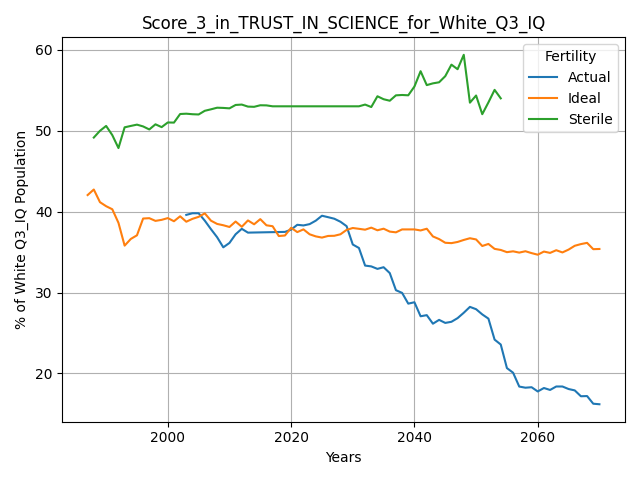 Score_3_in_TRUST_IN_SCIENCE_for_White_Q3_IQ
60
50
40
30
20
% of White Q3_IQ Population
Fertility
Actual
Ideal
Sterile
2000
2020
2040
2060
Years